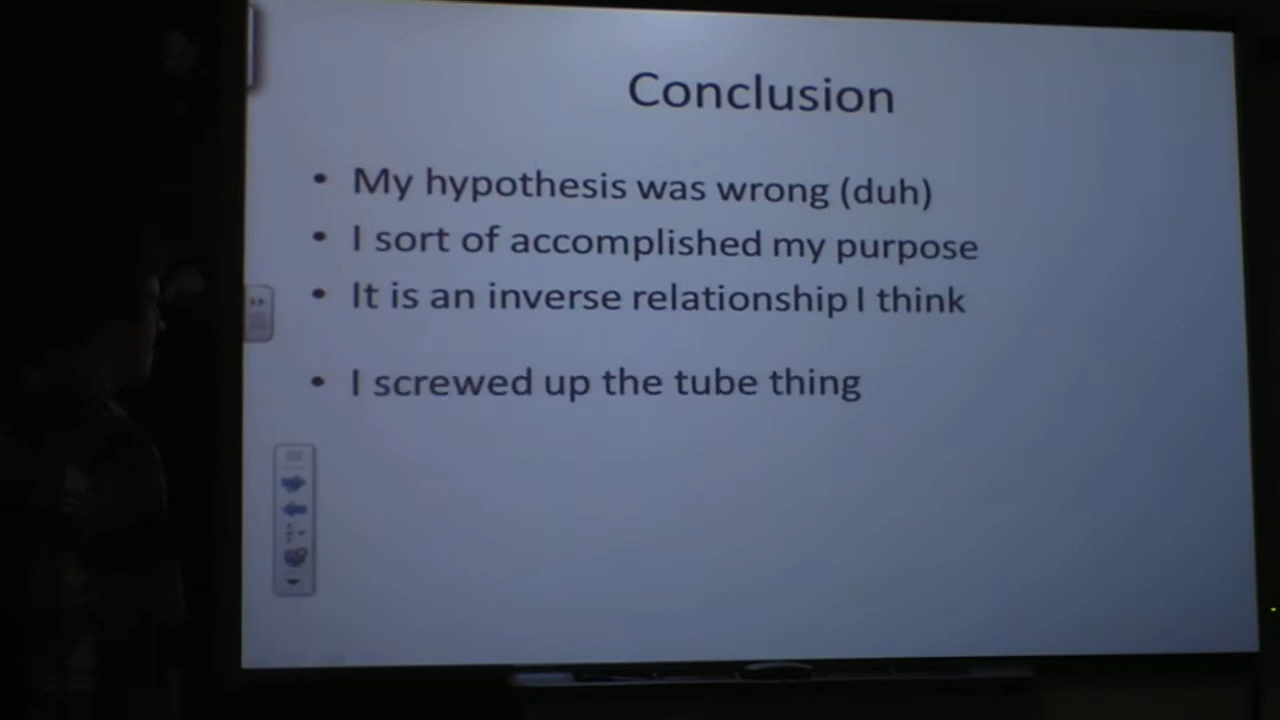 Conclusion
• My hypothesis was wrong (duh)
• I sort of accomplished my purpose
• It is an inverse relationship I think
• I screwed up the tube thing